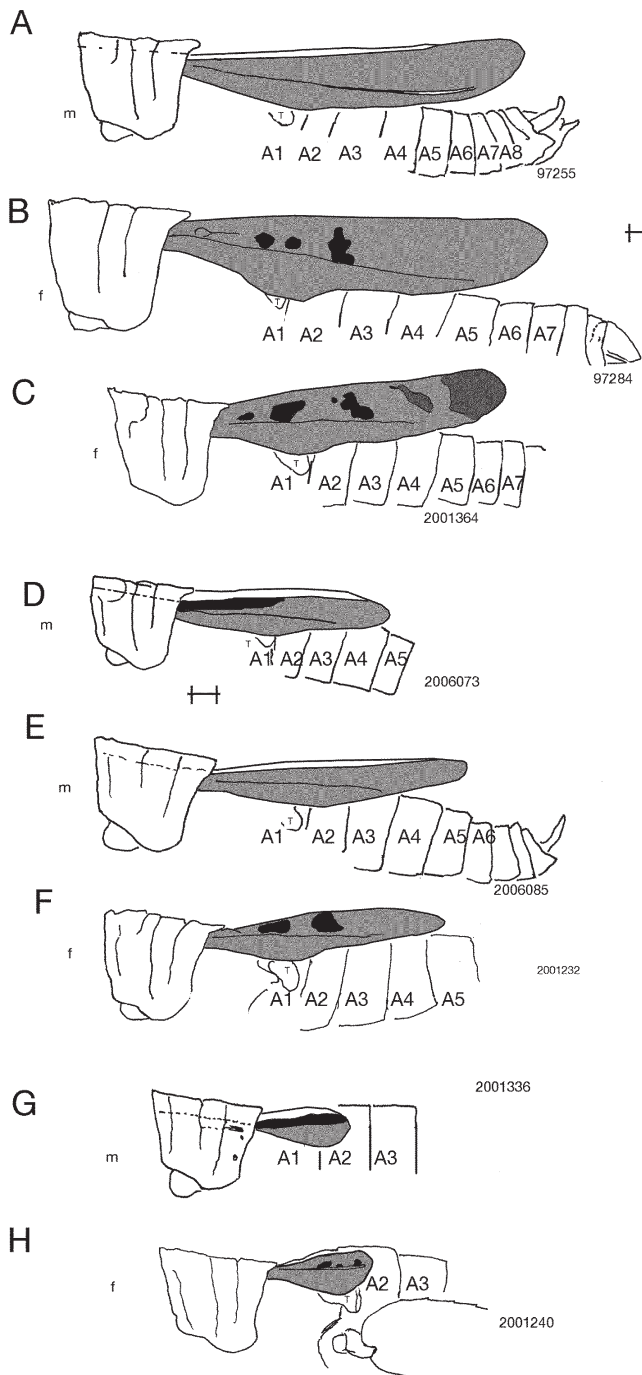 A
m
T
A1 A2 A3 A4 A5 A6 A7 A8
97255
B
f
T
A1 A2 A3 A4 A5 A6 A7
97284
C
f
T
A1 A2 A3 A4 A5 A6 A7
2001364
D
m
T
A1 A2 A3 A4 A5
2006073
E
m
T
A1 A2 A3 A4 A5 A6
2006085
F
f
T
A1 A2 A3 A4 A5
2001232
2001336
G
m
A1 A2 A3
H
f
T
A2 A3
2001240